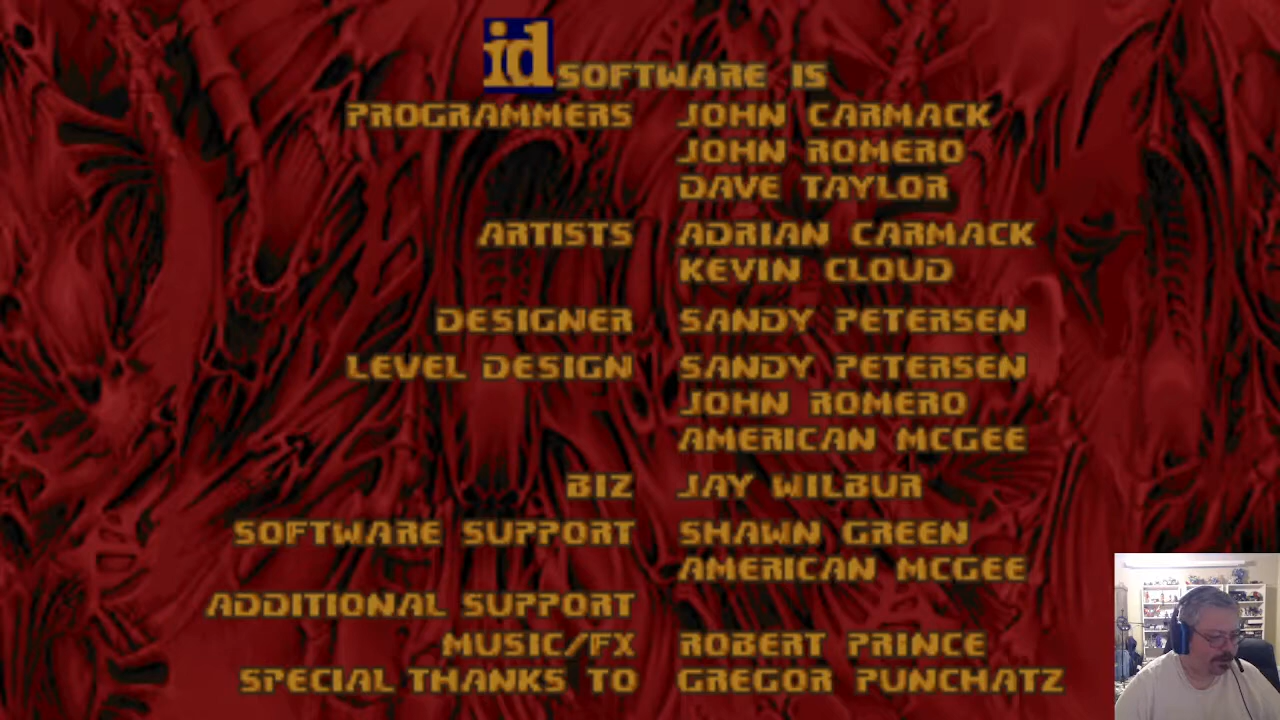 id SOFTWARE IS
PROGRAMMERS JOHN CARMACK
JOHN ROMERO
DAVE TAYLOR
ARTISTS ADRIAN CARMACK
KEVIN CLOUD
DESIGNER SANDY PETERSEN
LEVEL DESIGN SANDY PETERSEN
JOHN ROMERO
AMERICAN MCGEE
BIZ JAY WILBUR
SOFTWARE SUPPORT SHAWN GREEN
AMERICAN MCGEE
ADDITIONAL SUPPORT
MUSIC/FX ROBERT PRINCE
SPECIAL THANKS TO GREGOR PUNCHATZ